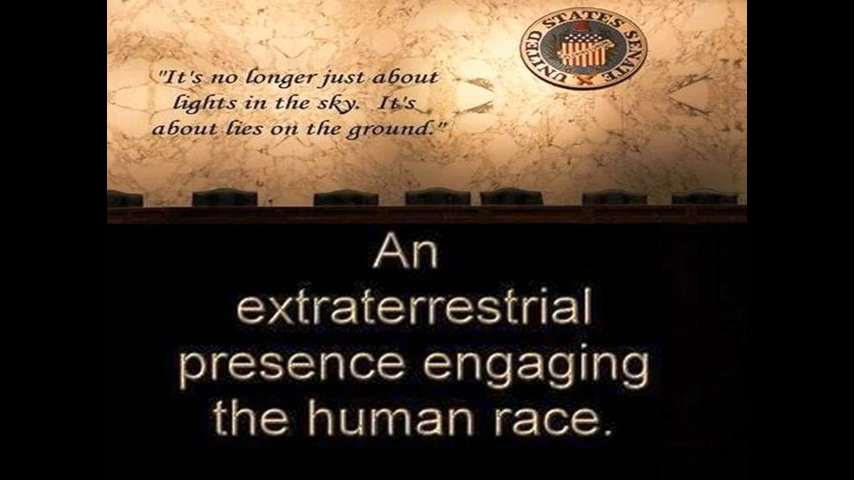 UNITED STATES SENATE
"It's no longer just about
lights in the sky. It's
about lies on the ground."
An
extraterrestrial
presence engaging
the human race.